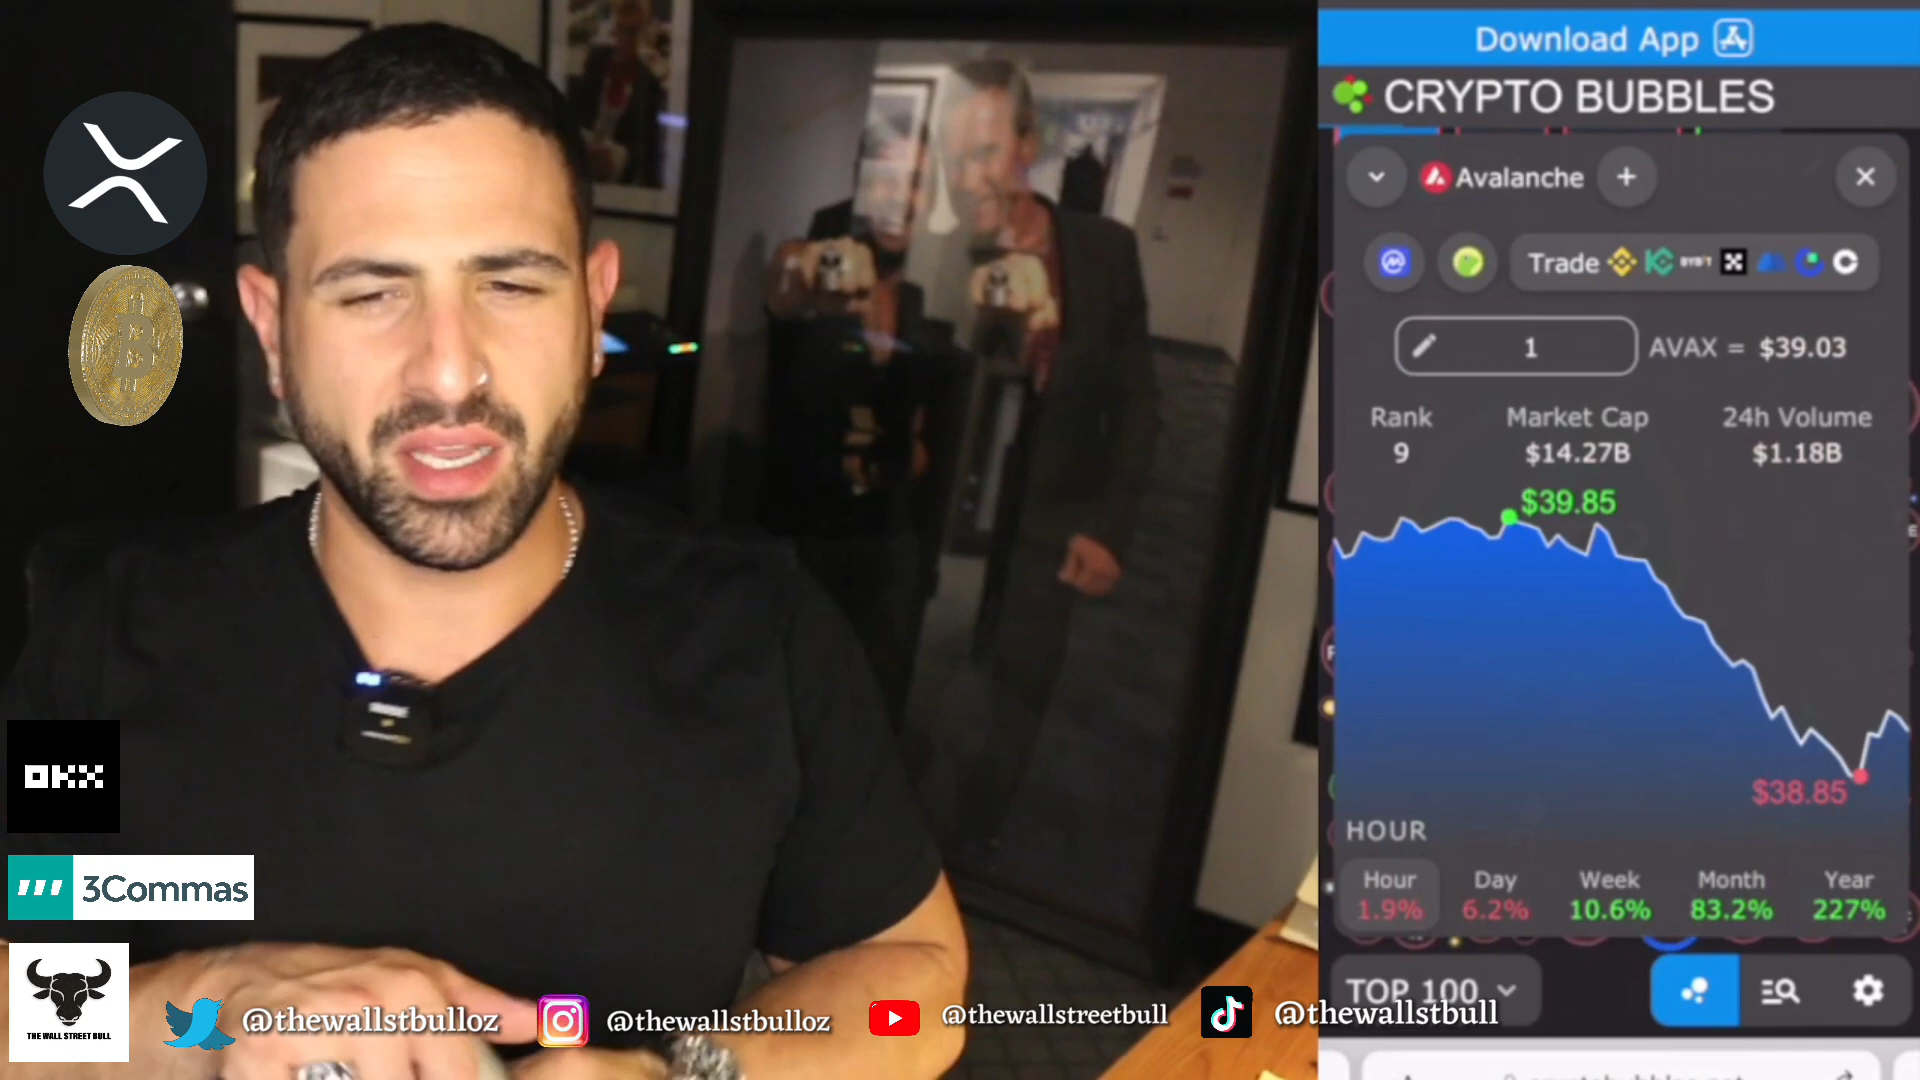 Download App
CRYPTO BUBBLES
Avalanche
Trade
BYBIT
1 AVAX = $39.03
Rank Market Cap 24h Volume
9 $14.27B $1.18B
$39.85
$38.85
HOUR
Hour Day Week Month Year
1.9% 6.2% 10.6% 83.2% 227%
TOP 100
OKX
3Commas
THE WALL STREET BULL
@thewallstbulloz
@thewallstbulloz
@thewallstreetbull
@thewallstbull